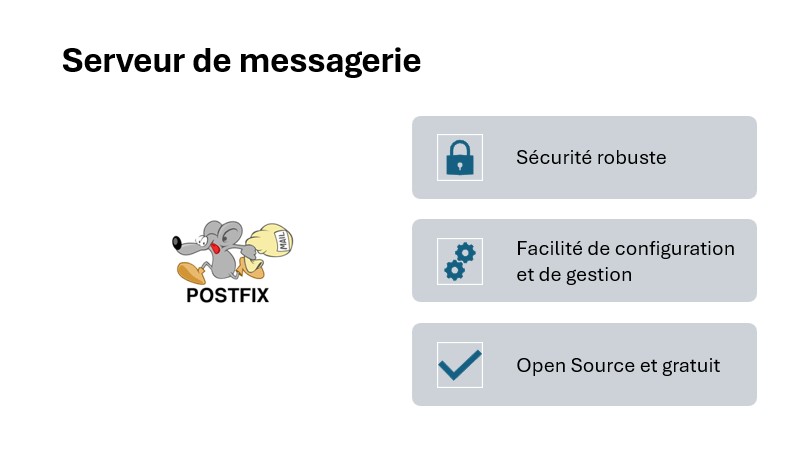 Serveur de messagerie
MAIL
POSTFIX
Sécurité robuste
Facilité de configuration
et de gestion
Open Source et gratuit